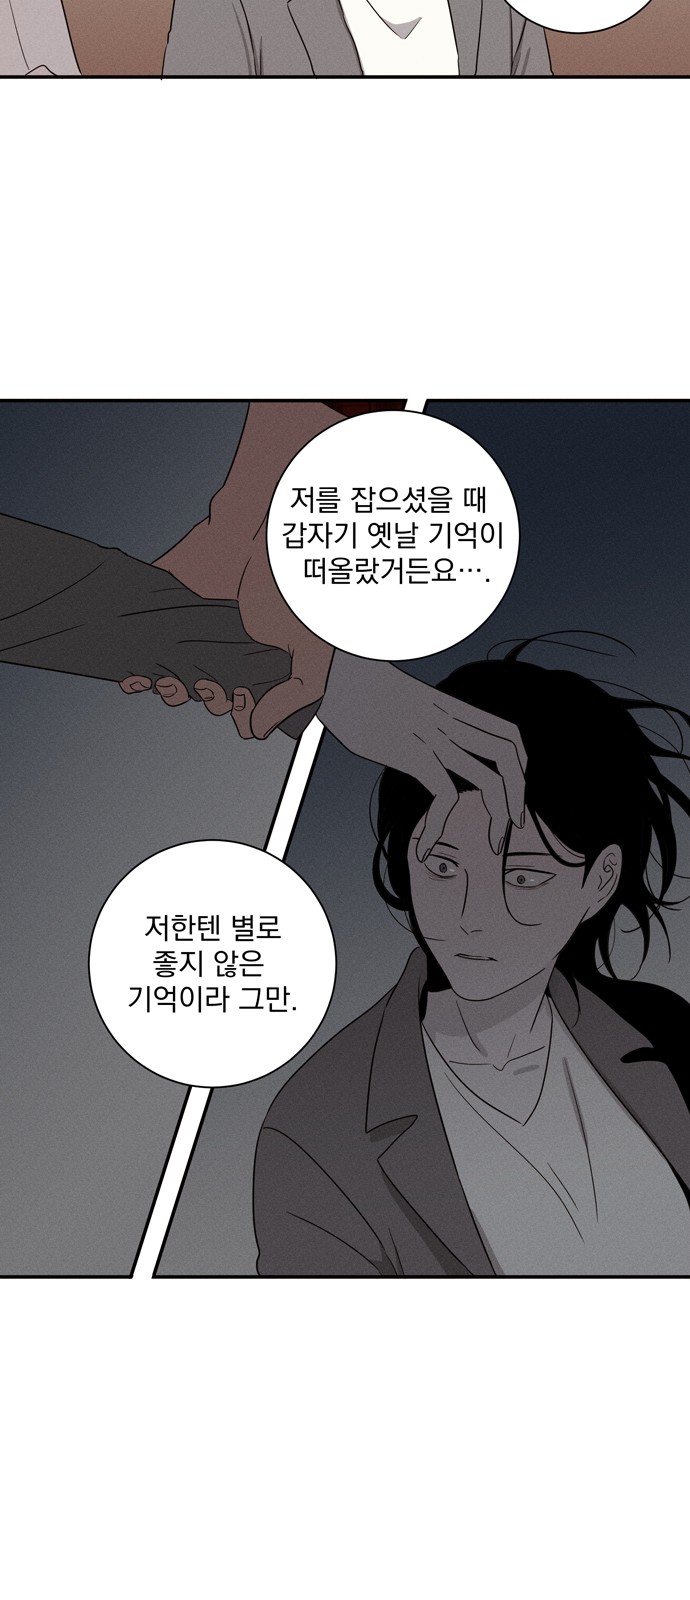 저를 잡으셨을 때
갑자기 옛날 기억이
떠올랐거든요….
저한텐 별로
좋지 않은
기억이라 그만.